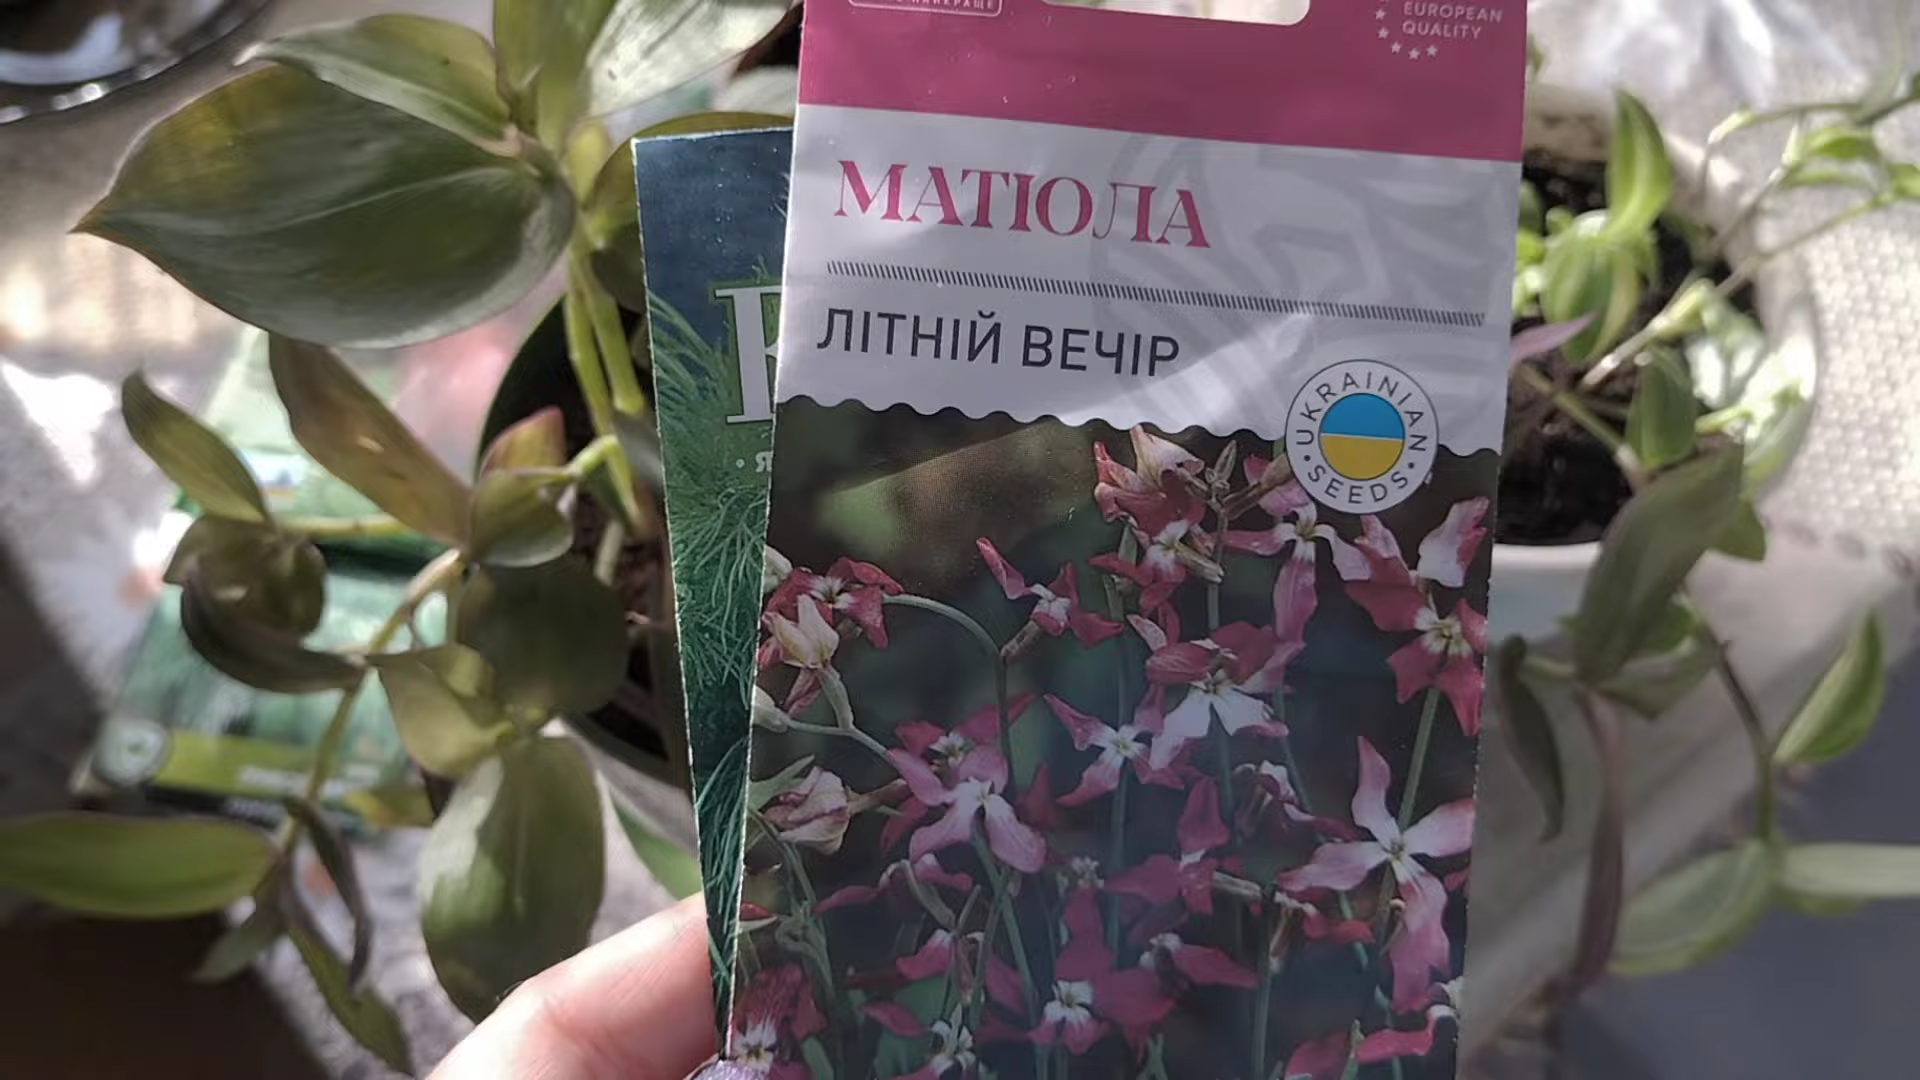 EUROPEAN
QUALITY
МАТІОЛА
ЛІТНІЙ ВЕЧІР
UKRAINIAN
SEEDS